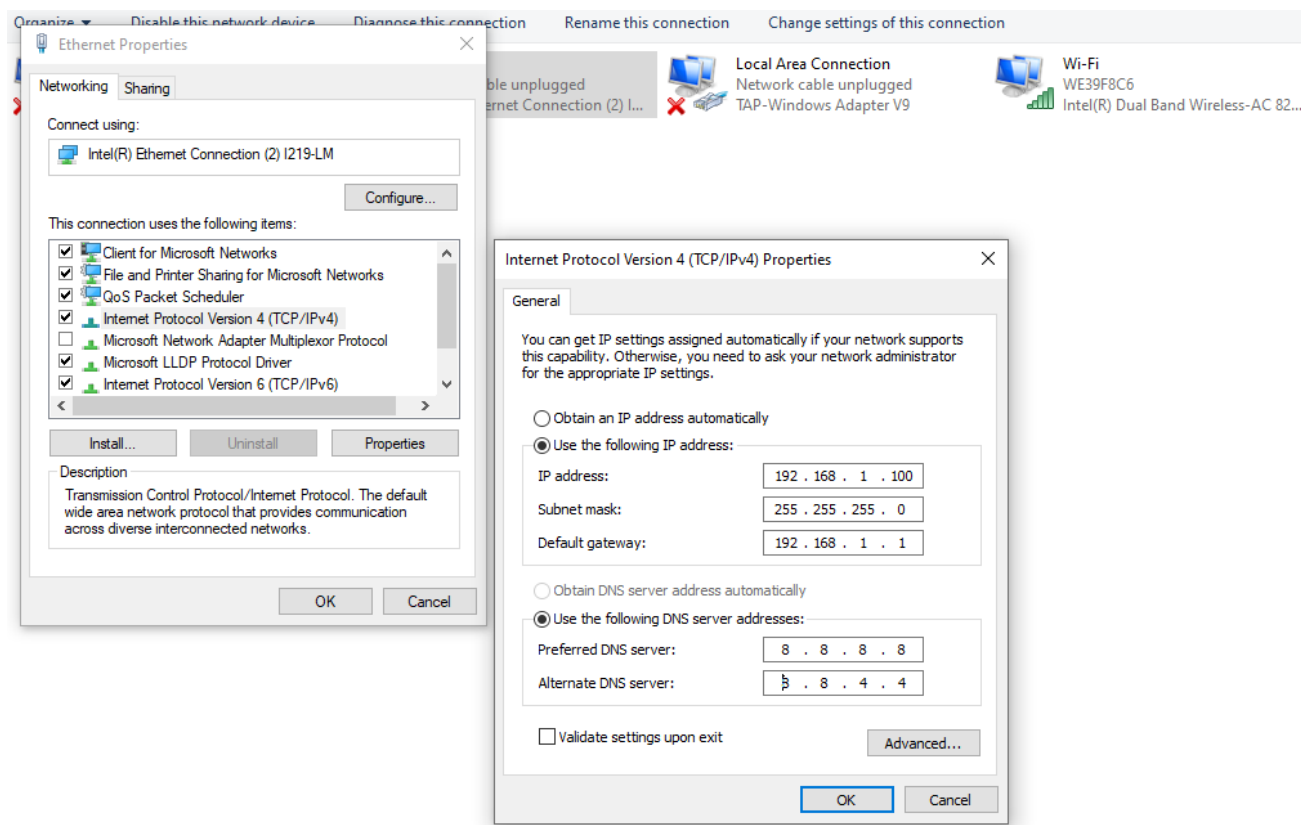 Organize Disable this network device Diagnose this connection Rename this connection Change settings of this connection
Ethernet Properties
Networking Sharing
Connect using:
Intel(R) Ethernet Connection (2) I219-LM
Configure...
This connection uses the following items:
Client for Microsoft Networks
File and Printer Sharing for Microsoft Networks
QoS Packet Scheduler
Internet Protocol Version 4 (TCP/IPv4)
Microsoft Network Adapter Multiplexor Protocol
Microsoft LLDP Protocol Driver
Internet Protocol Version 6 (TCP/IPv6)
Install... Uninstall Properties
Description
Transmission Control Protocol/Internet Protocol. The default
wide area network protocol that provides communication
across diverse interconnected networks.
OK Cancel
unplugged
Connection (2) I...
Local Area Connection
Network cable unplugged
TAP-Windows Adapter V9
Wi-Fi
WE39F8C6
Intel(R) Dual Band Wireless-AC 82...
Internet Protocol Version 4 (TCP/IPv4) Properties
General
You can get IP settings assigned automatically if your network supports
this capability. Otherwise, you need to ask your network administrator
for the appropriate IP settings.
Obtain an IP address automatically
Use the following IP address:
IP address: 192 . 168 . 1 . 100
Subnet mask: 255 . 255 . 255 . 0
Default gateway: 192 . 168 . 1 . 1
Obtain DNS server address automatically
Use the following DNS server addresses:
Preferred DNS server: 8 . 8 . 8 . 8
Alternate DNS server: 8 . 8 . 4 . 4
Validate settings upon exit
Advanced...
OK Cancel